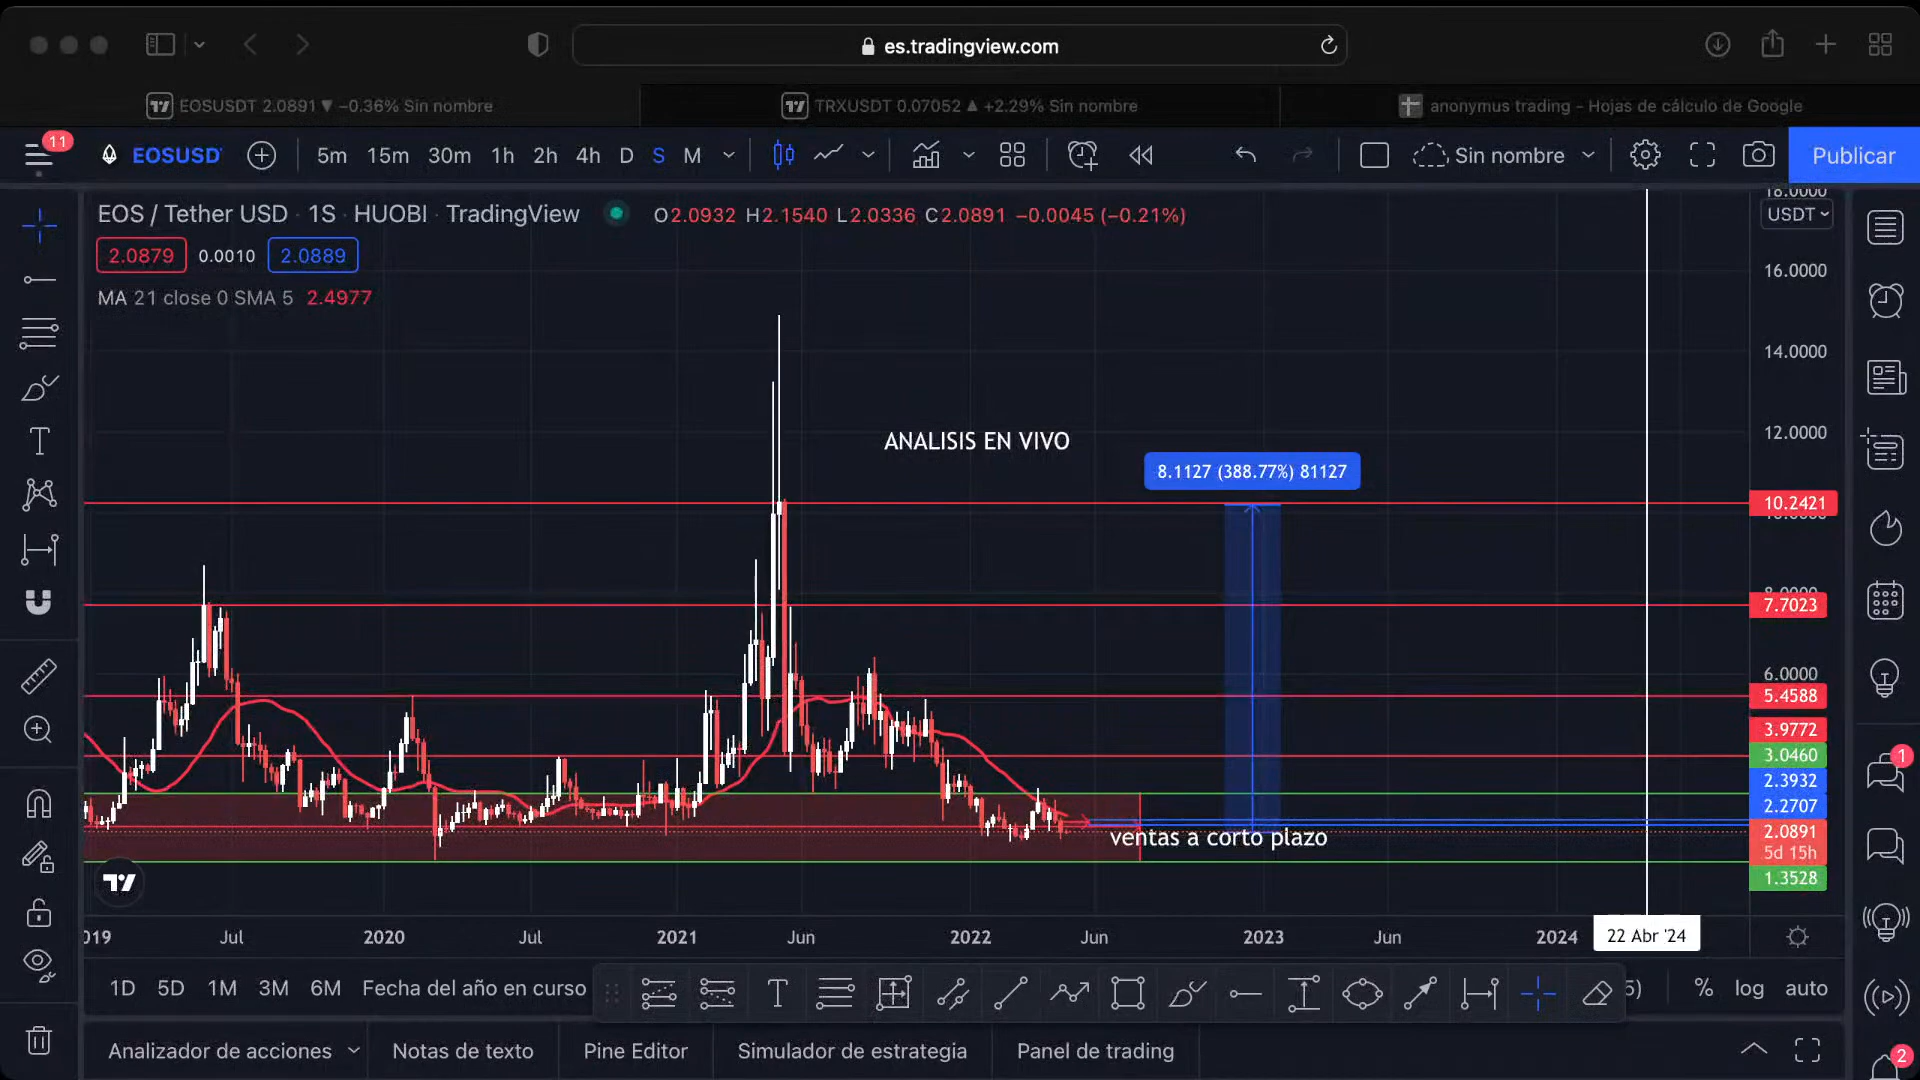 es.tradingview.com
EOSUSDT 2.0891 ▼ −0.36% Sin nombre
TRXUSDT 0.07052 ▲ +2.29% Sin nombre
anonymus trading - Hojas de cálculo de Google
11
EOSUSD
5m 15m 30m 1h 2h 4h D S M
Sin nombre
Publicar
EOS / Tether USD · 1S · HUOBI · TradingView
O2.0932 H2.1540 L2.0336 C2.0891 −0.0045 (−0.21%)
2.0879 0.0010 2.0889
MA 21 close 0 SMA 5 2.4977
18.0000
USDT
16.0000
14.0000
12.0000
ANALISIS EN VIVO
8.1127 (388.77%) 81127
10.2421
7.7023
6.0000
5.4588
3.9772
3.0460
2.3932
2.2707
2.0891
5d 15h
1.3528
ventas a corto plazo
019 Jul 2020 Jul 2021 Jun 2022 Jun 2023 Jun 2024 22 Abr '24
1D 5D 1M 3M 6M Fecha del año en curso
5) % log auto
Analizador de acciones Notas de texto Pine Editor Simulador de estrategia Panel de trading
1
2